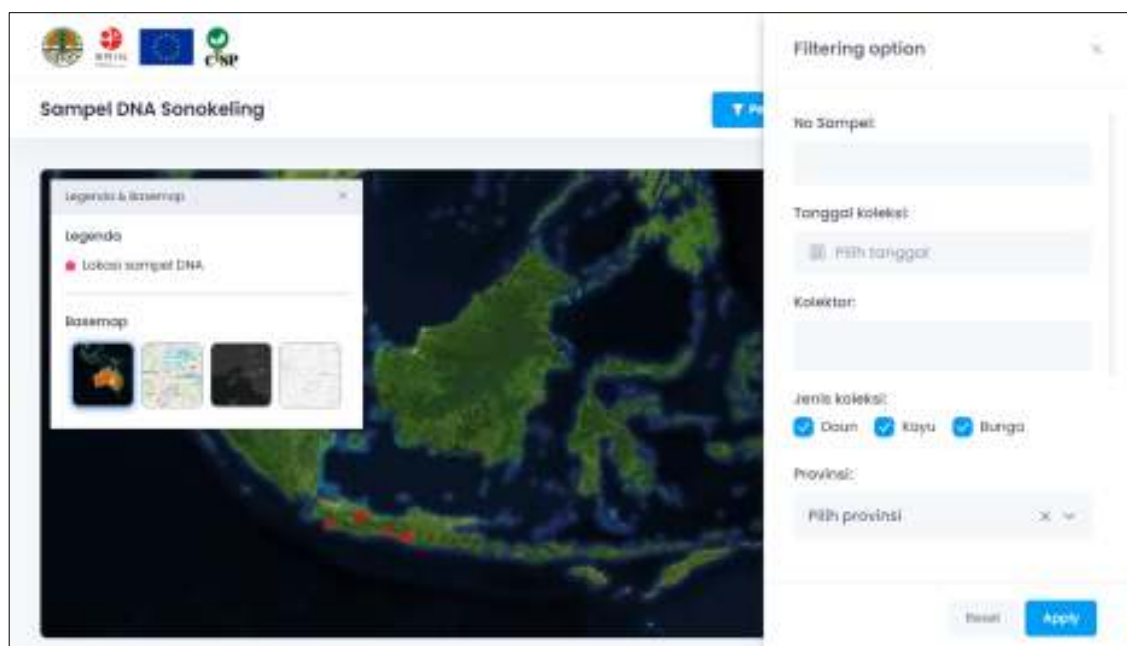 BRIN
CSP
Sampel DNA Sonokeling
Legenda & Basemap
Legenda
Lokasi sampel DNA
Basemap
Filtering option
No Sampel:
Tanggal koleksi:
Pilih tanggal
Kolektor:
Jenis koleksi:
Daun Kayu Bunga
Provinsi:
Pilih provinsi
Reset Apply